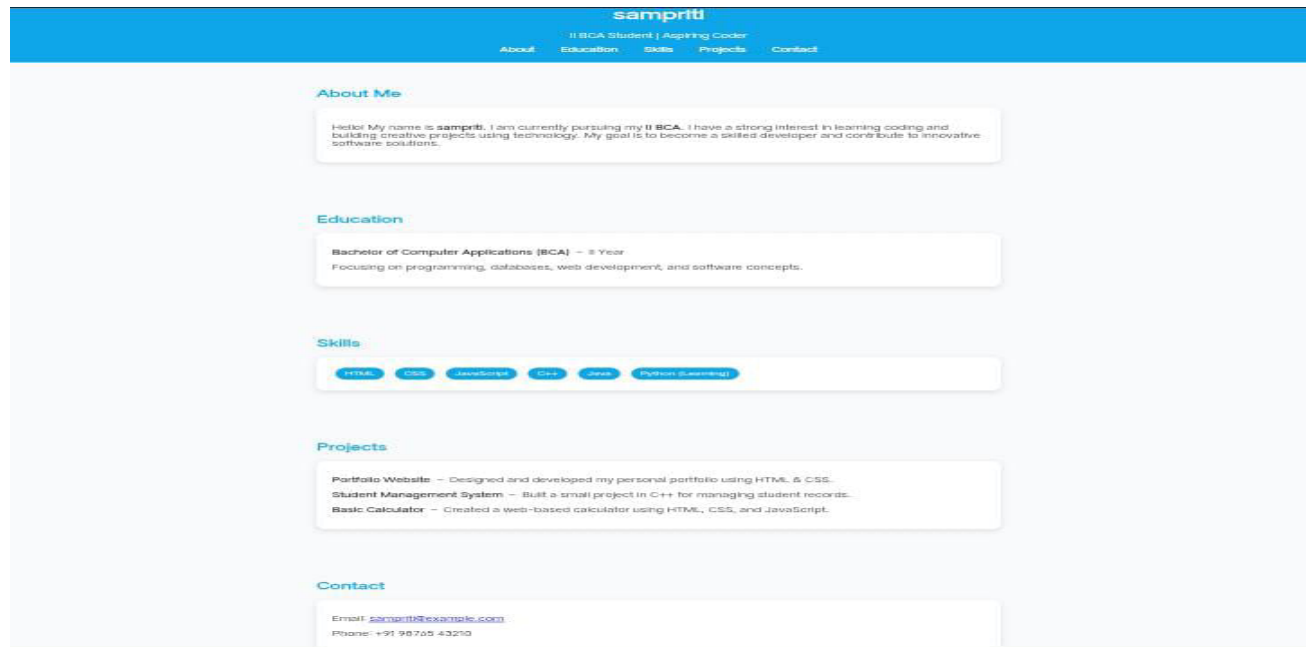 sampriti
II BCA Student | Aspiring Coder
About Education Skills Projects Contact
About Me
Hello! My name is sampriti. I am currently pursuing my II BCA. I have a strong interest in learning coding and
building creative projects using technology. My goal is to become a skilled developer and contribute to innovative
software solutions.
Education
Bachelor of Computer Applications (BCA) – II Year
Focusing on programming, databases, web development, and software concepts.
Skills
HTML CSS JavaScript C++ Java Python (Learning)
Projects
Portfolio Website – Designed and developed my personal portfolio using HTML & CSS.
Student Management System – Built a small project in C++ for managing student records.
Basic Calculator – Created a web-based calculator using HTML, CSS, and JavaScript.
Contact
Email: sampriti@example.com
Phone: +91 98765 43210